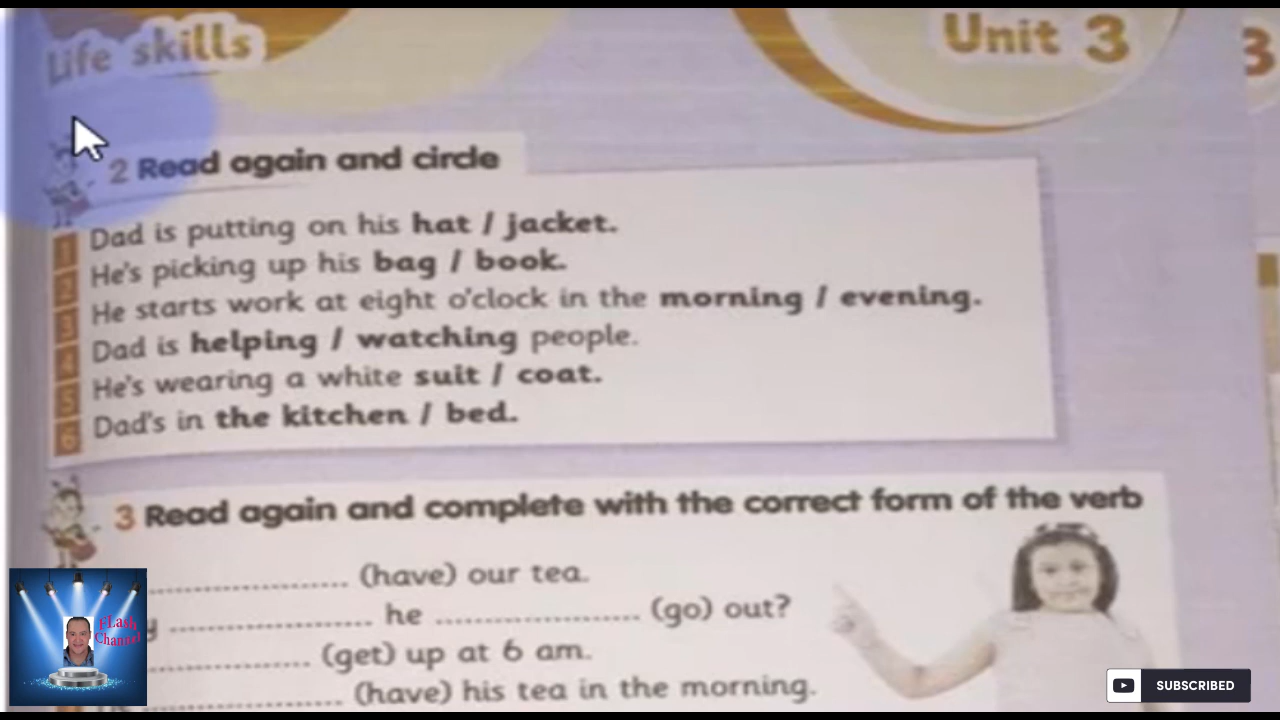 Life skills
Unit 3
3
2 Read again and circle
1 Dad is putting on his hat / jacket.
2 He's picking up his bag / book.
3 He starts work at eight o'clock in the morning / evening.
4 Dad is helping / watching people.
5 He's wearing a white suit / coat.
6 Dad's in the kitchen / bed.
3 Read again and complete with the correct form of the verb
.................... (have) our tea.
.................... he .................... (go) out?
.................... (get) up at 6 am.
He .................... (have) his tea in the morning.
FLash
Channel
SUBSCRIBED